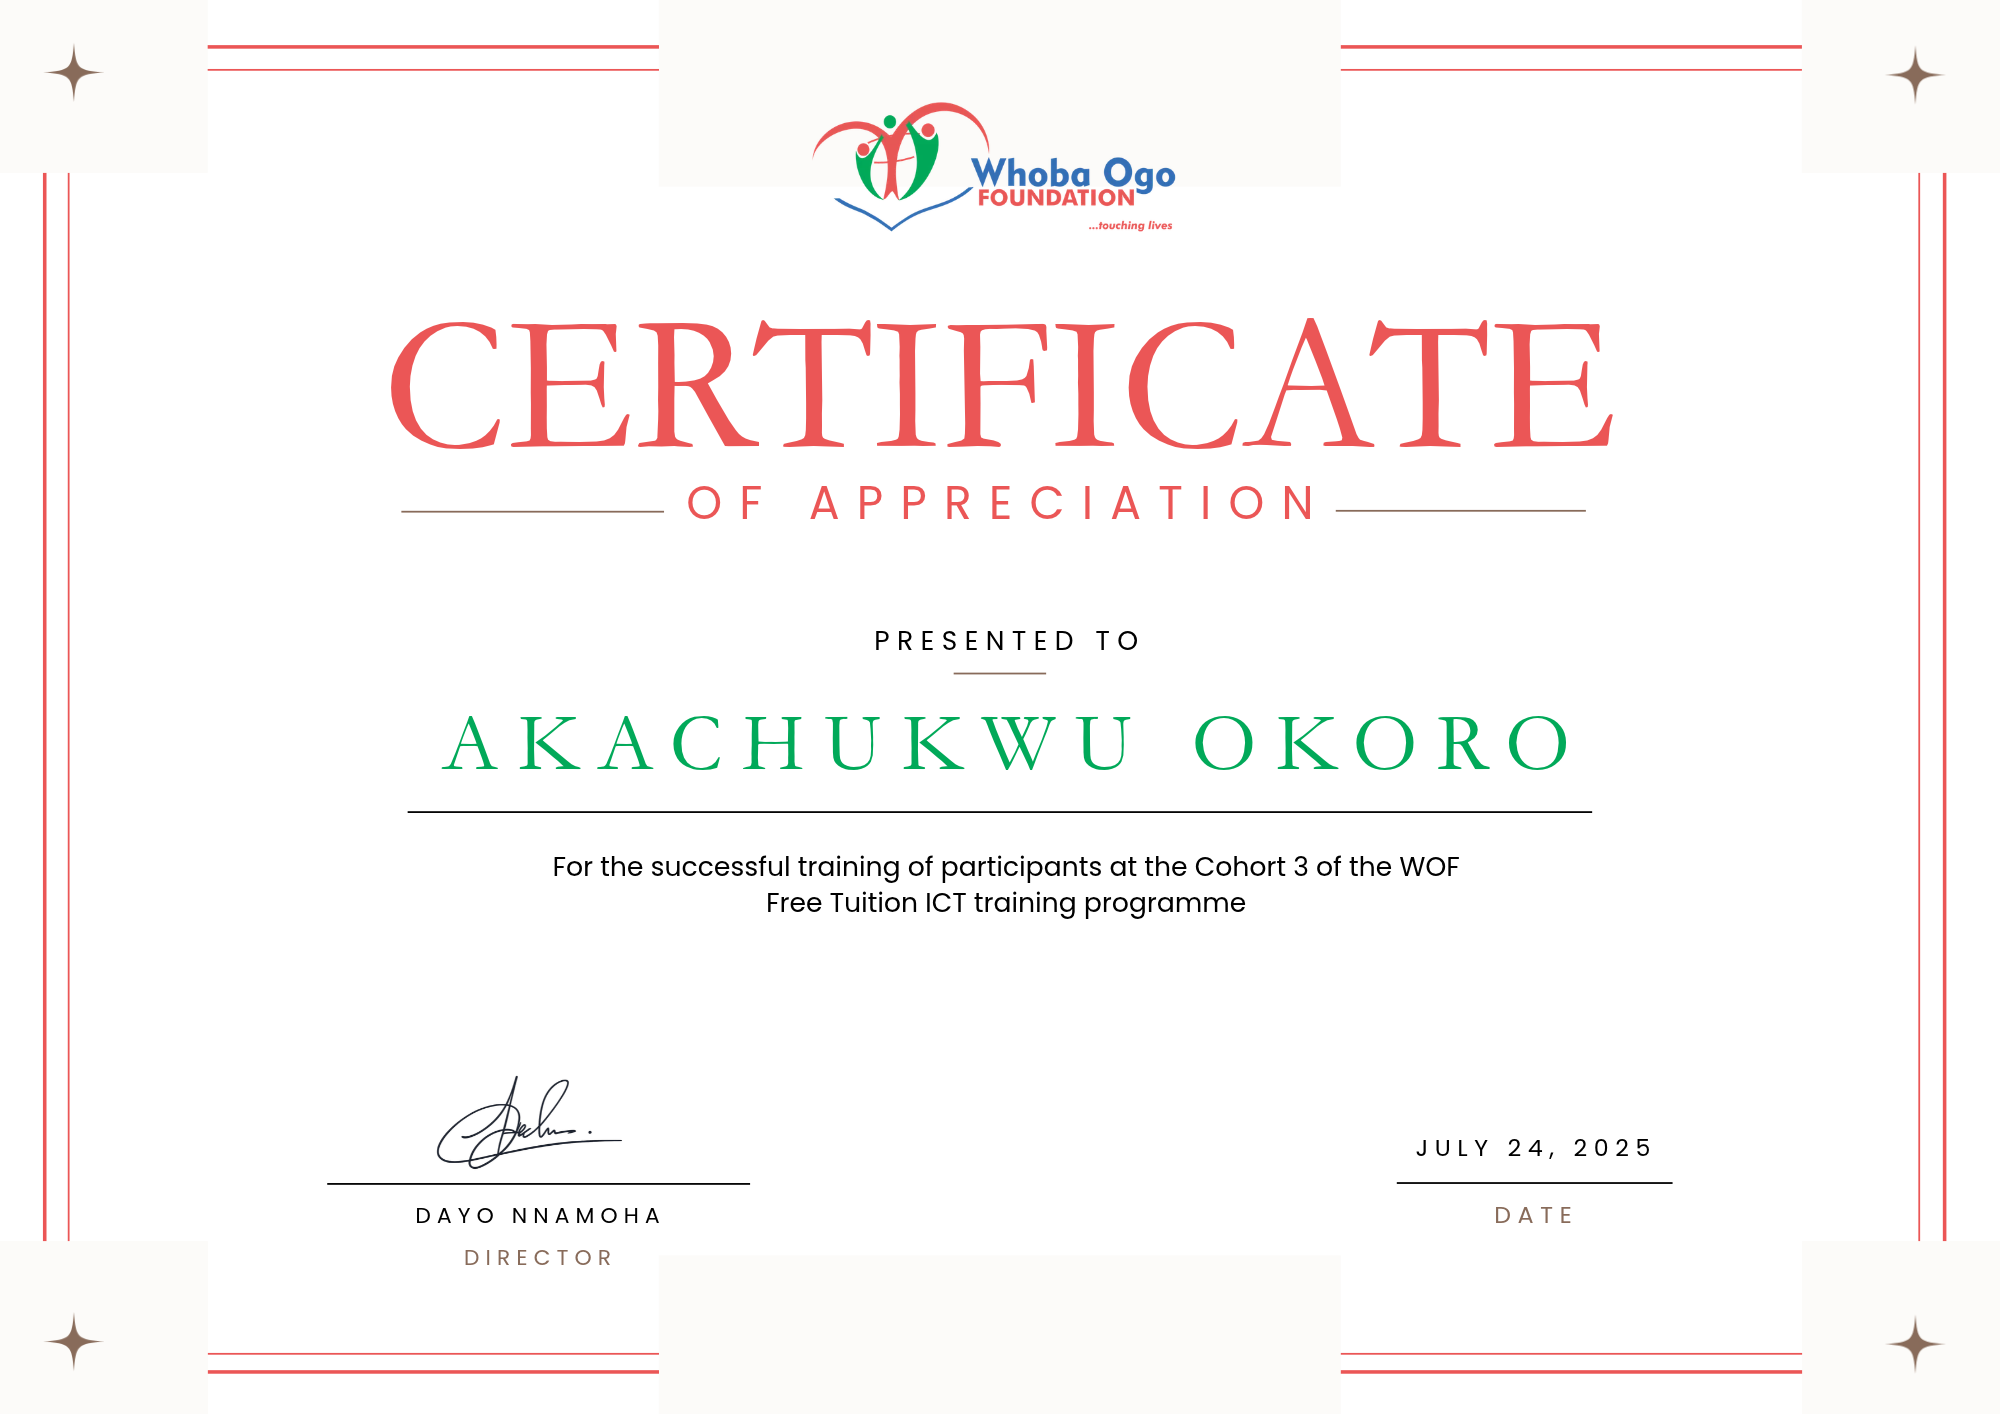 Whoba Ogo
FOUNDATION
...touching lives
CERTIFICATE
OF APPRECIATION
PRESENTED TO
AKACHUKWU OKORO
For the successful training of participants at the Cohort 3 of the WOF
Free Tuition ICT training programme
JULY 24, 2025
DAYO NNAMOHA
DATE
DIRECTOR